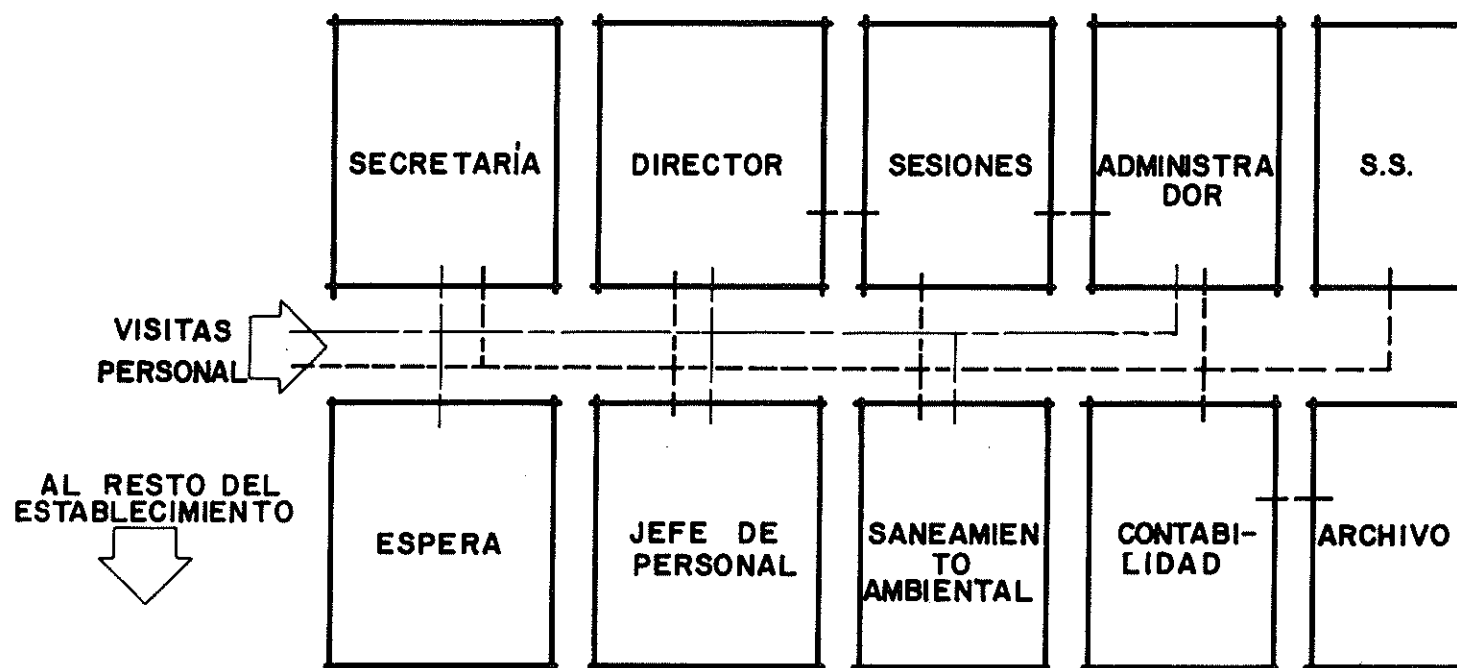 SECRETARÍA
DIRECTOR
SESIONES
ADMINISTRA
DOR
S.S.
VISITAS
PERSONAL
AL RESTO DEL
ESTABLECIMIENTO
ESPERA
JEFE DE
PERSONAL
SANEAMIEN
TO
AMBIENTAL
CONTABI-
LIDAD
ARCHIVO